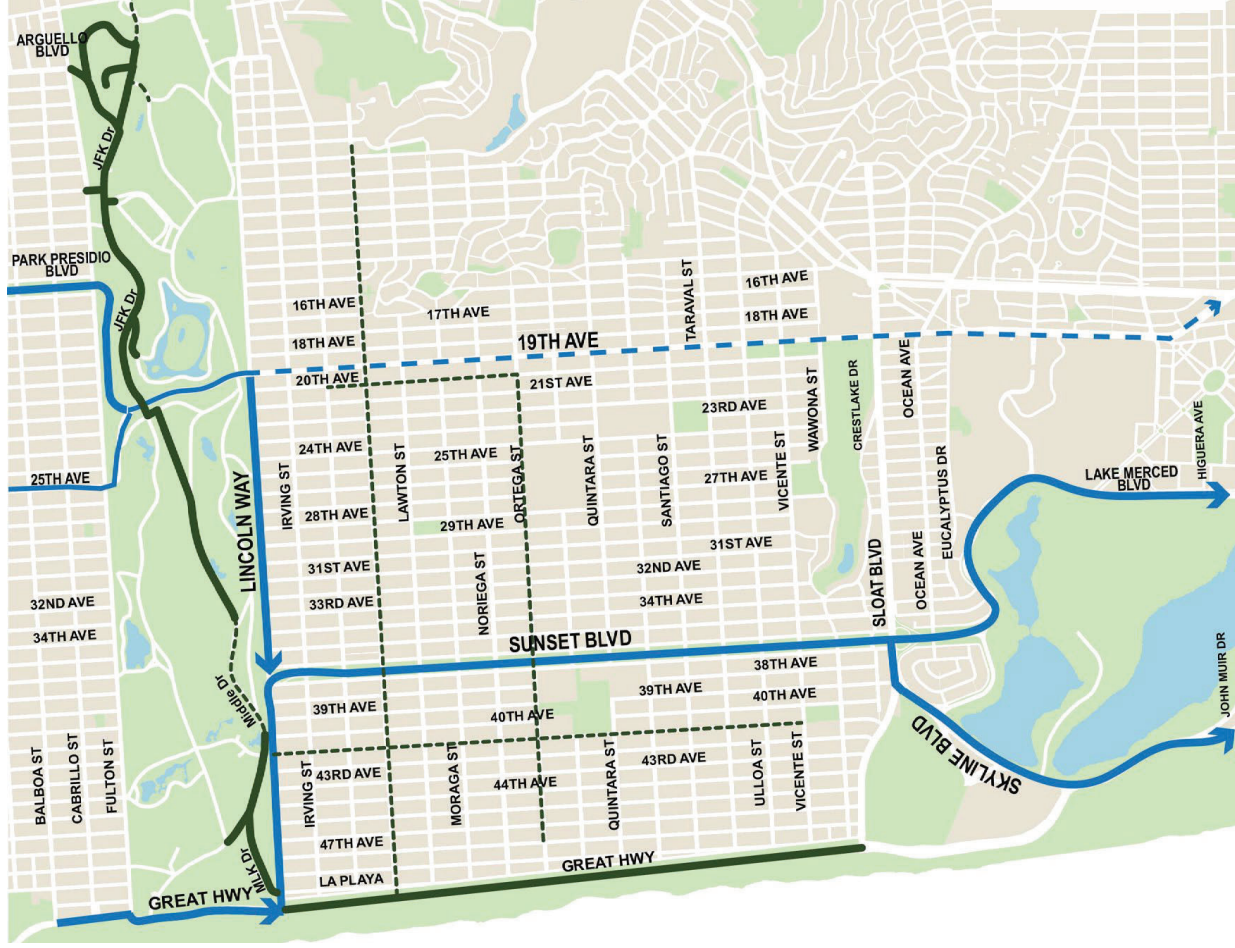 ARGUELLO
BLVD
JFK Dr
PARK PRESIDIO
BLVD
JFK Dr
16TH AVE
17TH AVE
TARAVAL ST
16TH AVE
18TH AVE
18TH AVE
19TH AVE
20TH AVE
21ST AVE
WAWONA ST
CRESTLAKE DR
OCEAN AVE
23RD AVE
HIGUERA AVE
24TH AVE
25TH AVE
25TH AVE
27TH AVE
LAKE MERCED
BLVD
LINCOLN WAY
IRVING ST
LAWTON ST
ORTEGA ST
QUINTARA ST
SANTIAGO ST
VICENTE ST
EUCALYPTUS DR
28TH AVE
29TH AVE
31ST AVE
31ST AVE
32ND AVE
NORIEGA ST
SLOAT BLVD
OCEAN AVE
32ND AVE
33RD AVE
34TH AVE
34TH AVE
SUNSET BLVD
38TH AVE
Middle Dr
39TH AVE
39TH AVE
40TH AVE
40TH AVE
JOHN MUIR DR
SKYLINE BLVD
BALBOA ST
CABRILLO ST
FULTON ST
IRVING ST
43RD AVE
MORAGA ST
44TH AVE
QUINTARA ST
43RD AVE
ULLOA ST
VICENTE ST
47TH AVE
MLK Dr
LA PLAYA
GREAT HWY
GREAT HWY